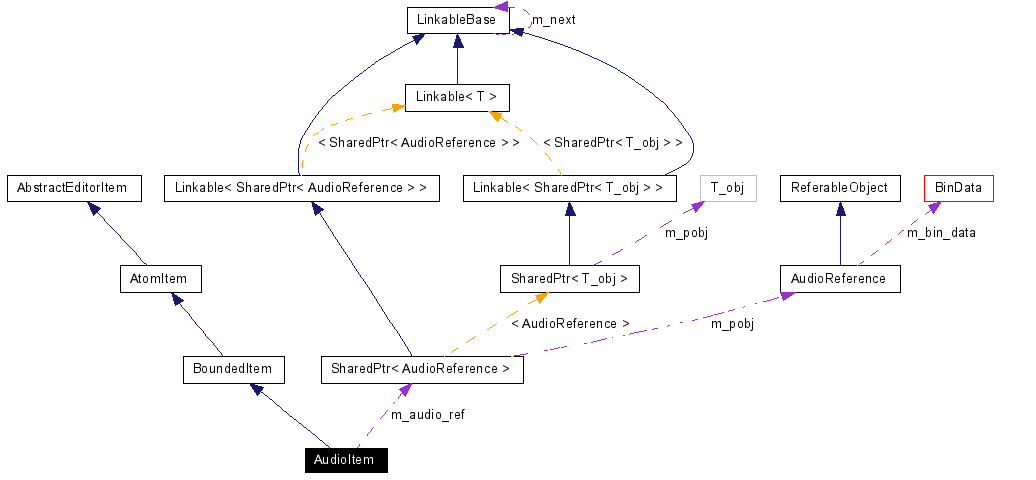 LinkableBase
m_next
Linkable< T >
< SharedPtr< AudioReference > >
< SharedPtr< T_obj > >
AbstractEditorItem
Linkable< SharedPtr< AudioReference > >
Linkable< SharedPtr< T_obj > >
T_obj
ReferableObject
BinData
m_pobj
m_bin_data
AtomItem
SharedPtr< T_obj >
AudioReference
< AudioReference >
m_pobj
BoundedItem
SharedPtr< AudioReference >
m_audio_ref
AudioItem